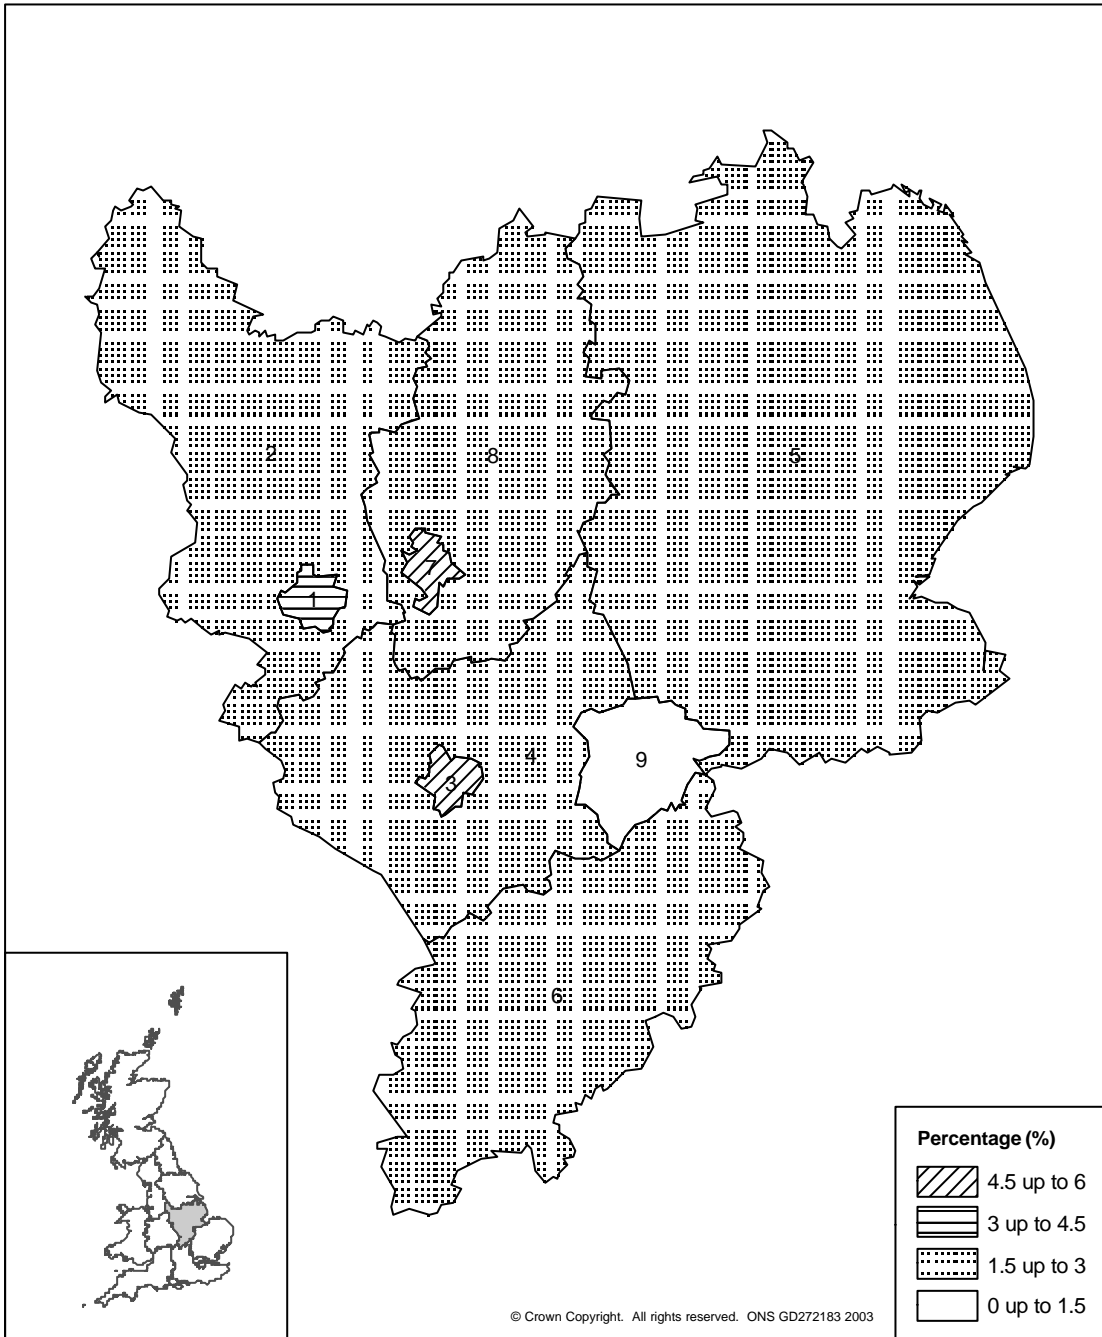 2
8
5
7
1
4
9
3
6
Percentage (%)
4.5 up to 6
3 up to 4.5
1.5 up to 3
0 up to 1.5
© Crown Copyright. All rights reserved. ONS GD272183 2003